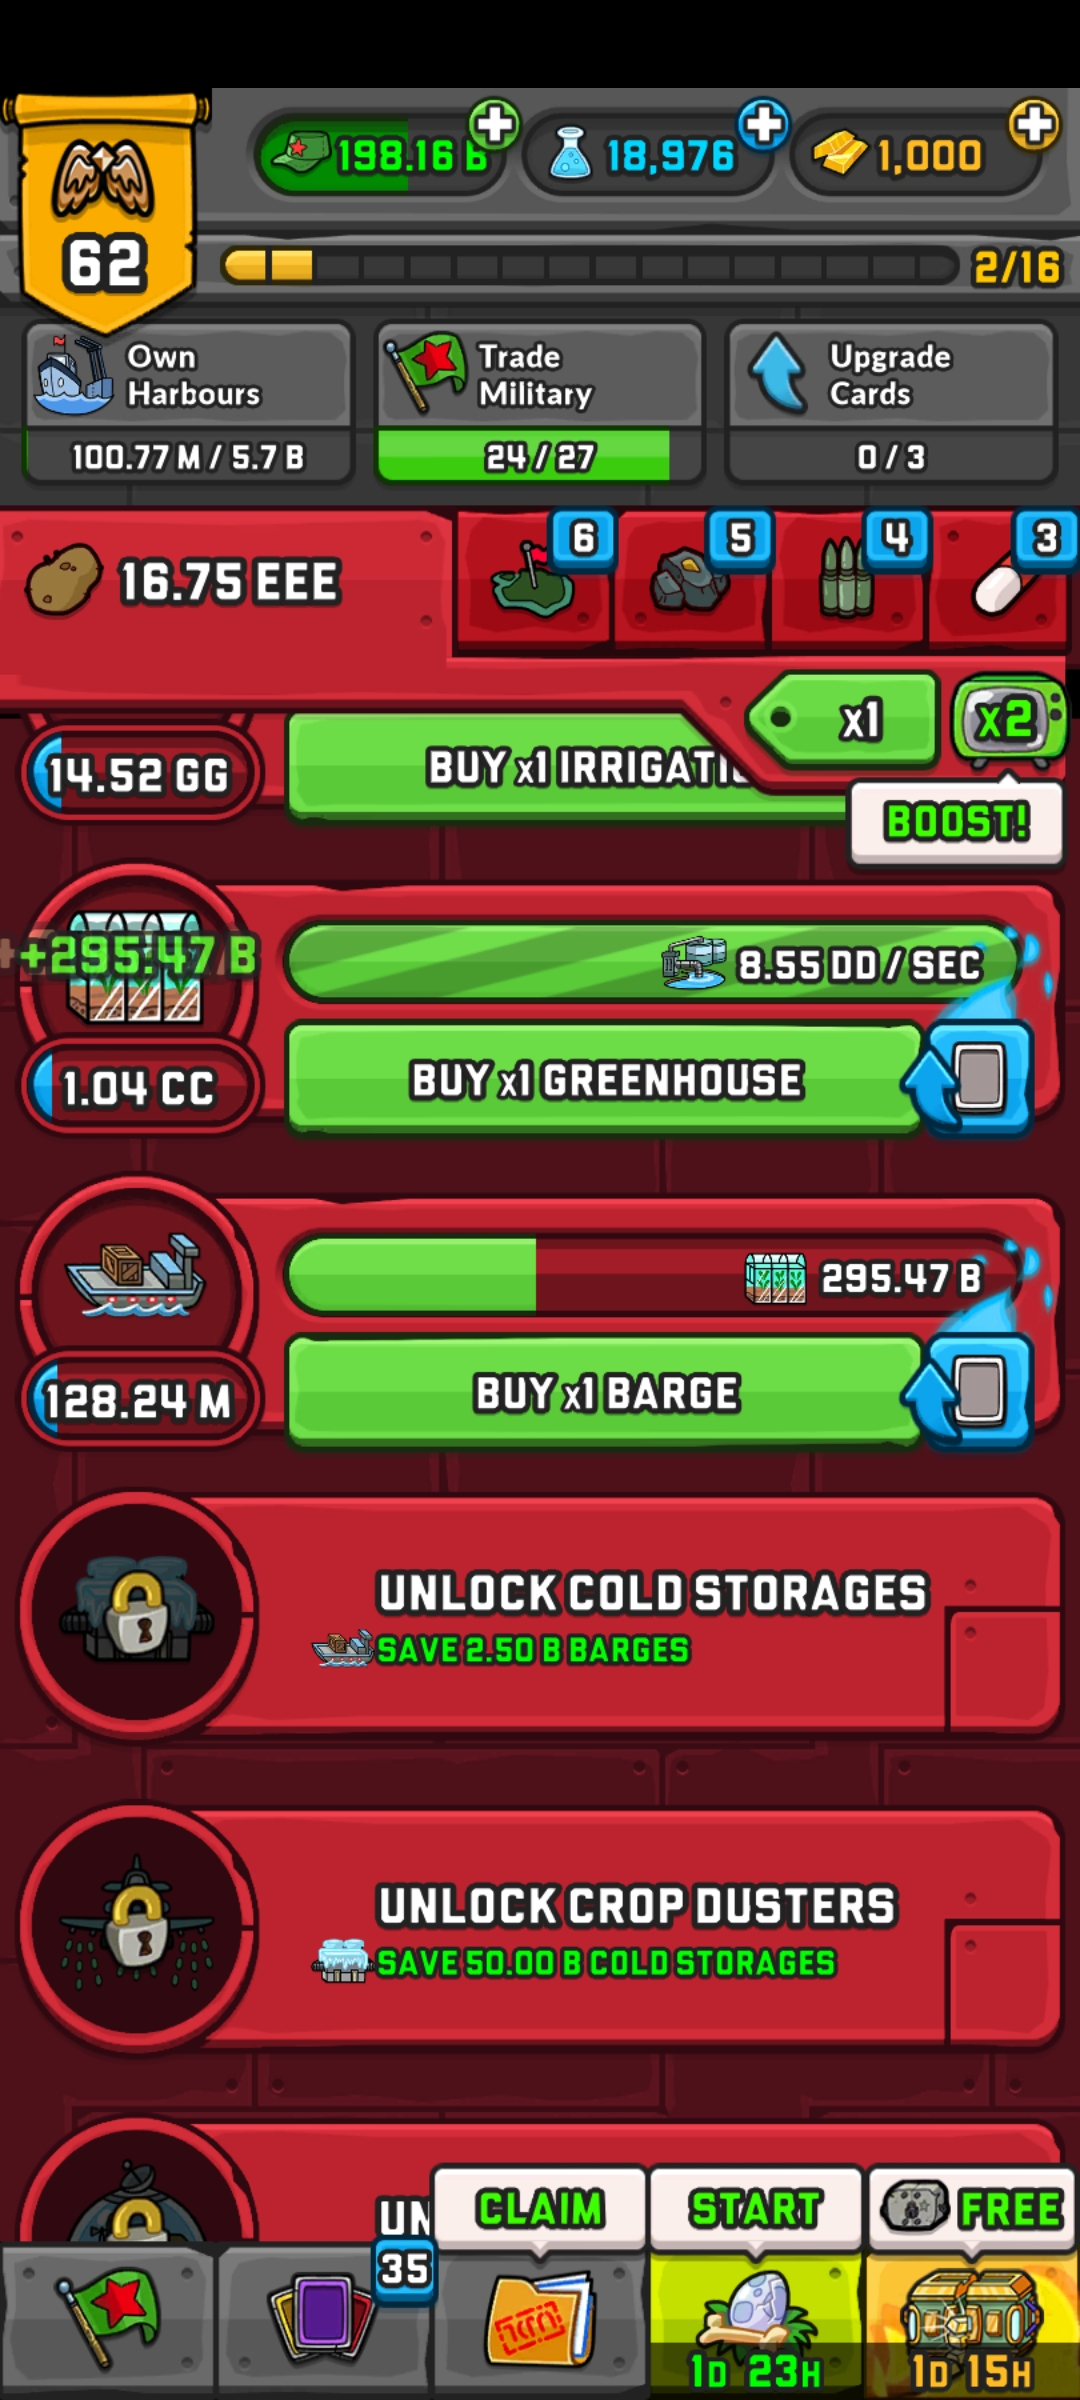 198.16 B
18,976
1,000
62
2/16
Own
Harbours
Trade
Military
Upgrade
Cards
100.77 M / 5.7 B
24 / 27
0 / 3
6
5
4
3
16.75 EEE
x1
x2
14.52 GG
BUY x1
BOOST!
+295.47 B
8.55 DD / SEC
1.04 CC
BUY x1 GREENHOUSE
295.47 B
128.24 M
BUY x1 BARGE
UNLOCK COLD STORAGES
SAVE 2.50 B BARGES
UNLOCK CROP DUSTERS
SAVE 50.00 B COLD STORAGES
CLAIM
START
FREE
35
1D 23H
1D 15H